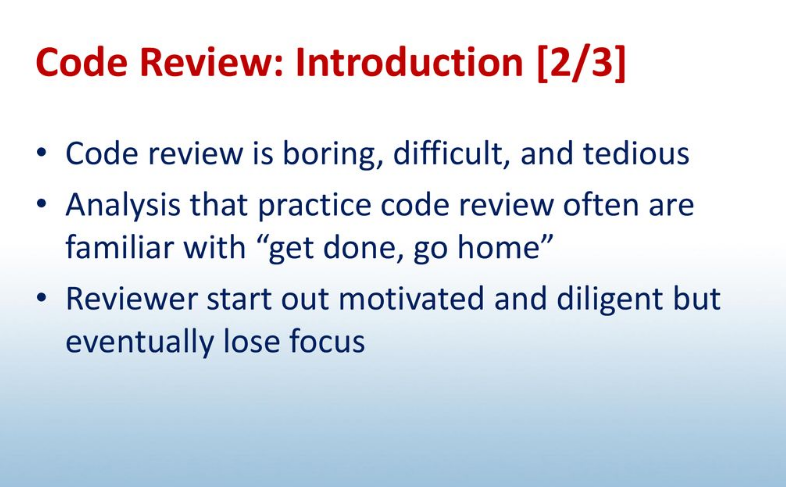 Code Review: Introduction [2/3]
• Code review is boring, difficult, and tedious
• Analysis that practice code review often are
familiar with “get done, go home”
• Reviewer start out motivated and diligent but
eventually lose focus